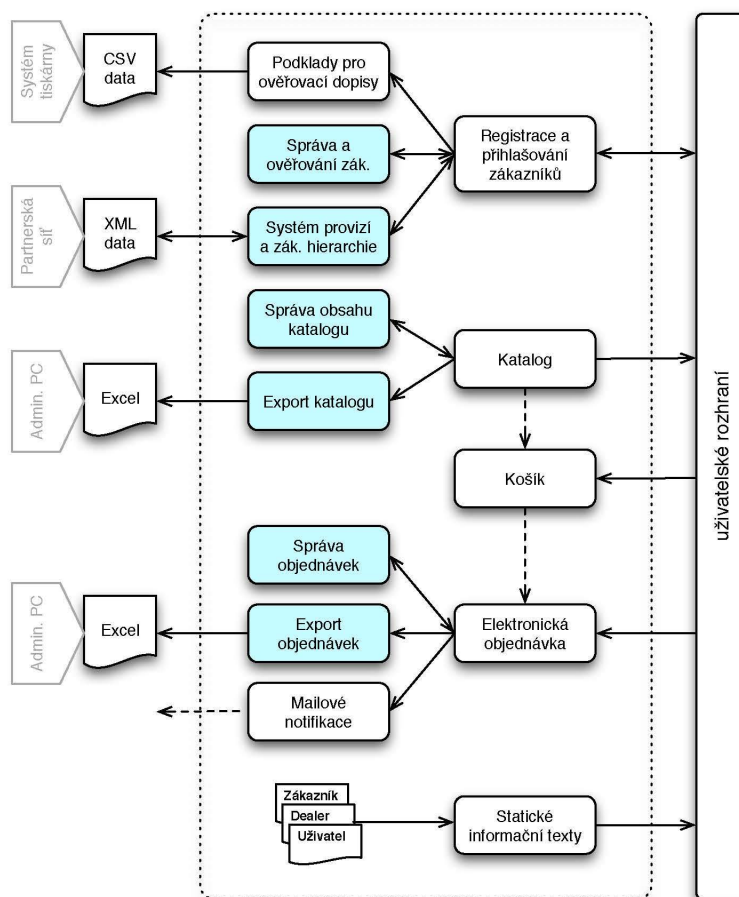 Systém
tiskárny
CSV
data
Podklady pro
ověřovací dopisy
Správa a
ověřování zák.
Registrace a
přihlašování
zákazníků
Partnerská
síť
XML
data
Systém provizí
a zák. hierarchie
Správa obsahu
katalogu
Katalog
Admin. PC
Excel
Export katalogu
Košík
uživatelské rozhraní
Správa
objednávek
Admin. PC
Excel
Export
objednávek
Elektronická
objednávka
Mailové
notifikace
Zákazník
Dealer
Uživatel
Statické
informační texty